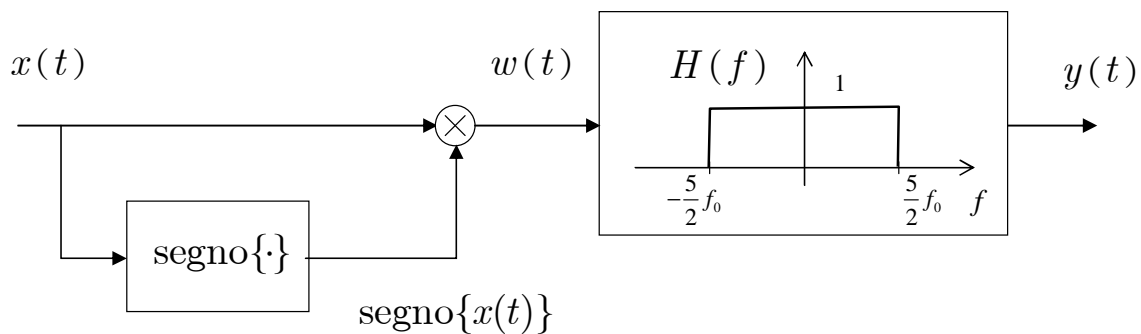 x(t)
w(t)
H(f)
1
y(t)
-5/2 f₀
5/2 f₀
f
segno{·}
segno{x(t)}